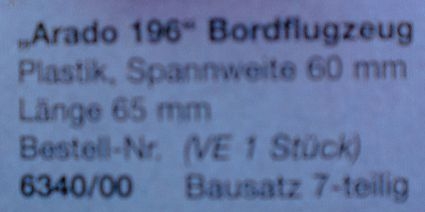 „Arado 196“ Bordflugzeug
Plastik, Spannweite 60 mm
Länge 65 mm
Bestell-Nr. (VE 1 Stück)
6340/00 Bausatz 7-teilig